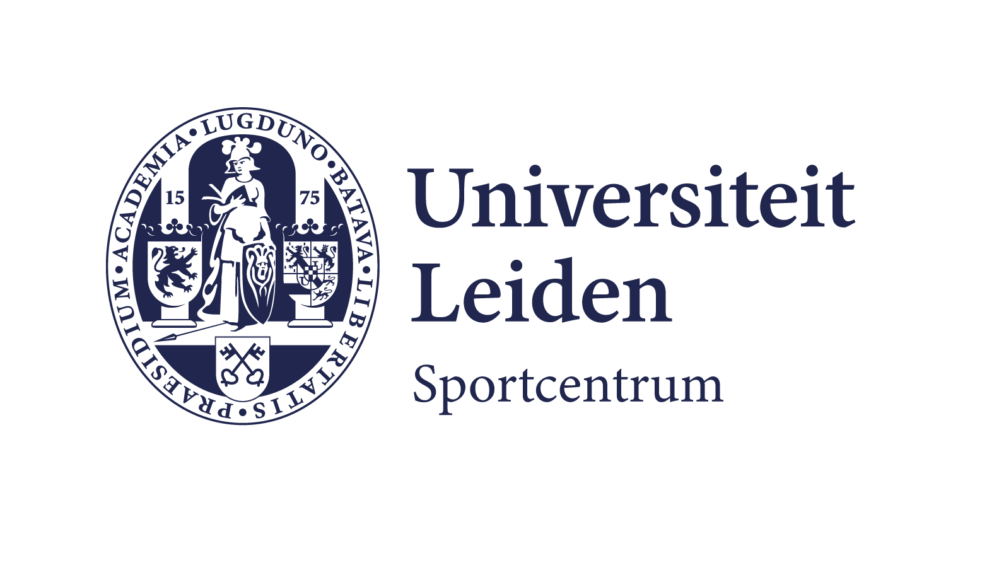 ACADEMIA • LUGDUNO • BATAVA • LIBERTATIS • PRAESIDIUM •
15 75
Universiteit
Leiden
Sportcentrum